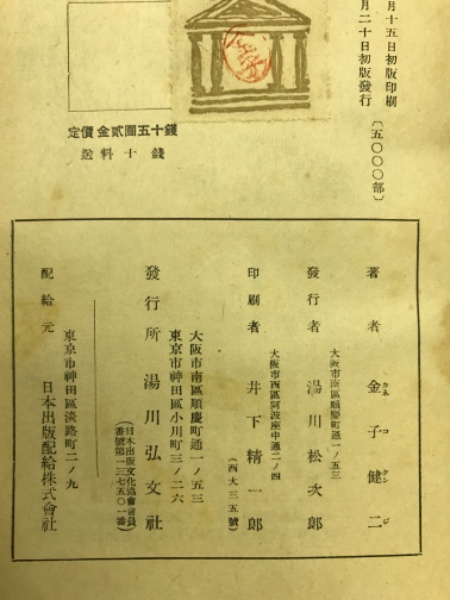 月十五日初版印刷
月二十日初版發行
〔五〇〇〇部〕
定價金貳圓五十錢
送料十錢
著者 金子健二
カネ コ ケン ジ
大阪市南區順慶町通一ノ五三
發行者 湯川松次郎
大阪市西區阿波座中通二ノ四
印刷者 井下精一郎
(西大三五號)
大阪市南區順慶町通一ノ五三
東京市神田區小川町三ノ二六
發行所 湯川弘文社
(日本出版文化協會會員
番號第一三七五〇一番)
東京市神田區淡路町二ノ九
配給元 日本出版配給株式會社